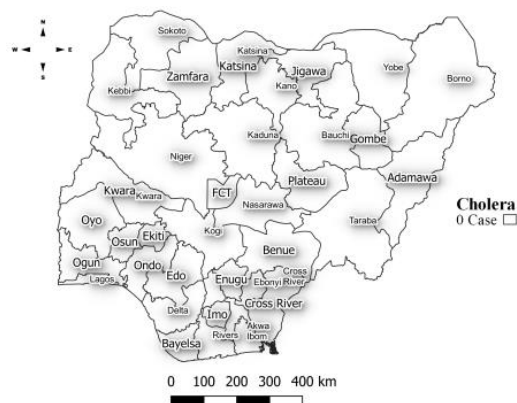 N
W E
S
Sokoto
Katsina
Katsina
Jigawa
Zamfara
Kano
Yobe
Borno
Kebbi
Kaduna
Bauchi
Gombe
Niger
Adamawa
Plateau
FCT
Kwara
Kwara
Nasarawa
Taraba
Cholera
0 Case
Oyo
Kogi
Osun
Ekiti
Benue
Ogun
Ondo
Edo
Lagos
Enugu
Ebonyi
Cross
River
Delta
Imo
Cross River
Rivers
Akwa
Ibom
Bayelsa
0 100 200 300 400 km